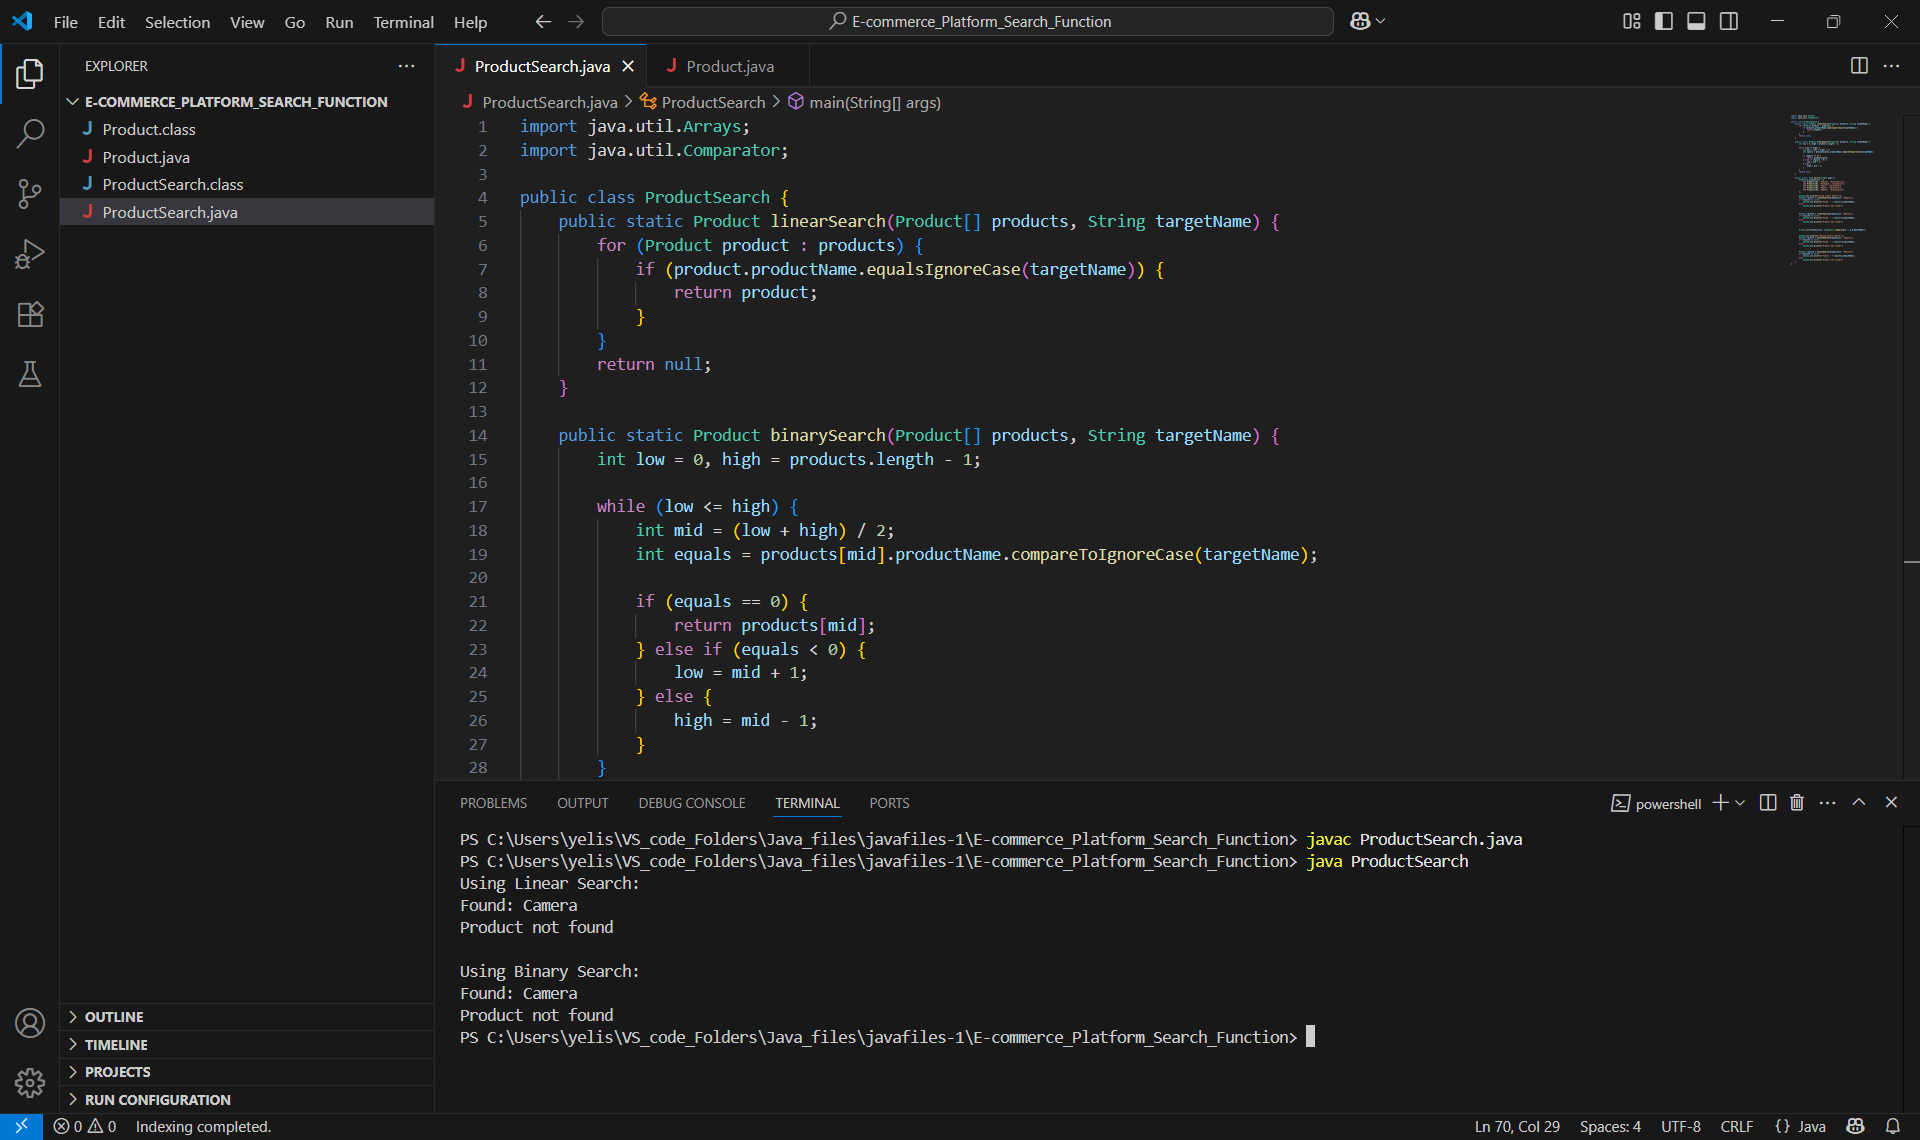 File Edit Selection View Go Run Terminal Help
E-commerce_Platform_Search_Function
EXPLORER
E-COMMERCE_PLATFORM_SEARCH_FUNCTION
J Product.class
J Product.java
J ProductSearch.class
J ProductSearch.java
OUTLINE
TIMELINE
PROJECTS
RUN CONFIGURATION
J ProductSearch.java
J Product.java
J ProductSearch.java > ProductSearch > main(String[] args)
1 import java.util.Arrays;
2 import java.util.Comparator;
3
4 public class ProductSearch {
5 public static Product linearSearch(Product[] products, String targetName) {
6 for (Product product : products) {
7 if (product.productName.equalsIgnoreCase(targetName)) {
8 return product;
9 }
10 }
11 return null;
12 }
13
14 public static Product binarySearch(Product[] products, String targetName) {
15 int low = 0, high = products.length - 1;
16
17 while (low <= high) {
18 int mid = (low + high) / 2;
19 int equals = products[mid].productName.compareToIgnoreCase(targetName);
20
21 if (equals == 0) {
22 return products[mid];
23 } else if (equals < 0) {
24 low = mid + 1;
25 } else {
26 high = mid - 1;
27 }
28 }
PROBLEMS OUTPUT DEBUG CONSOLE TERMINAL PORTS
powershell
PS C:\Users\yelis\VS_code_Folders\Java_files\javafiles-1\E-commerce_Platform_Search_Function> javac ProductSearch.java
PS C:\Users\yelis\VS_code_Folders\Java_files\javafiles-1\E-commerce_Platform_Search_Function> java ProductSearch
Using Linear Search:
Found: Camera
Product not found
Using Binary Search:
Found: Camera
Product not found
PS C:\Users\yelis\VS_code_Folders\Java_files\javafiles-1\E-commerce_Platform_Search_Function>
0 0 Indexing completed.
Ln 70, Col 29 Spaces: 4 UTF-8 CRLF {} Java